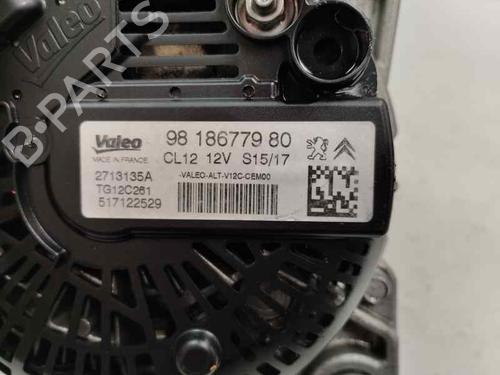 Valeo
Valeo
MADE IN FRANCE
98 186779 80
CL12 12V S15/17
2713135A
TG12C261
517122529
-VALEO-ALT-V12C-CEM00
B-PARTS